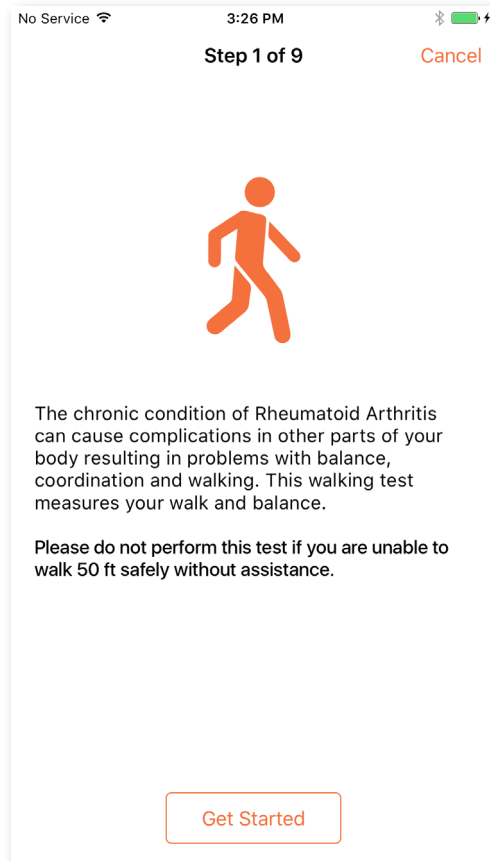 No Service 3:26 PM
Step 1 of 9 Cancel
The chronic condition of Rheumatoid Arthritis
can cause complications in other parts of your
body resulting in problems with balance,
coordination and walking. This walking test
measures your walk and balance.
Please do not perform this test if you are unable to
walk 50 ft safely without assistance.
Get Started